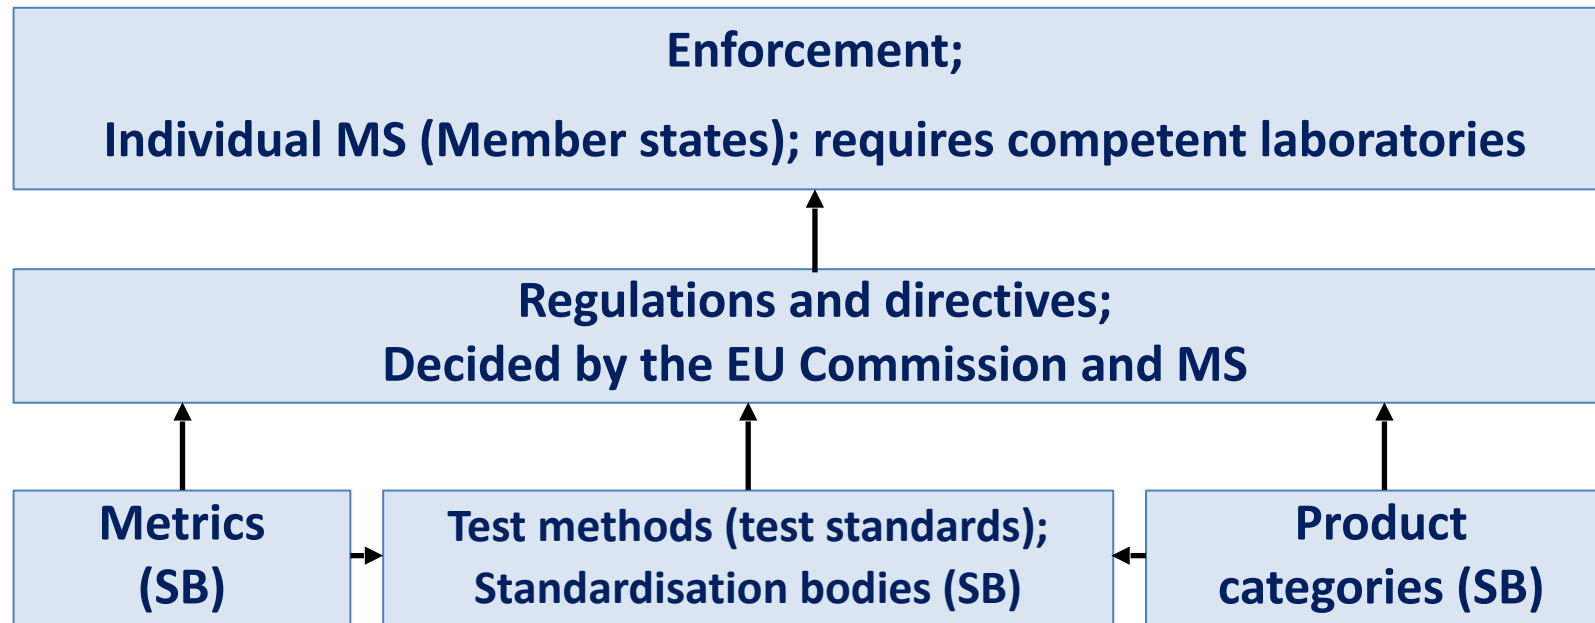 Enforcement;
Individual MS (Member states); requires competent laboratories
Regulations and directives;
Decided by the EU Commission and MS
Metrics
(SB)
Test methods (test standards);
Standardisation bodies (SB)
Product
categories (SB)